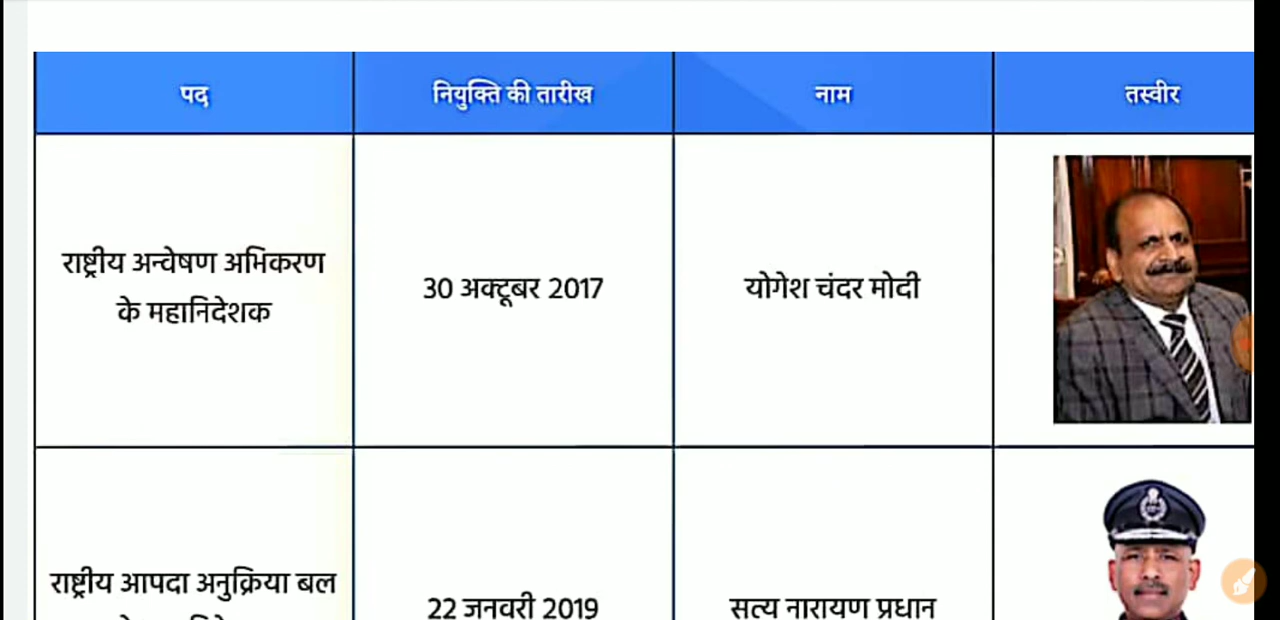 पद
नियुक्ति की तारीख
नाम
तस्वीर
राष्ट्रीय अन्वेषण अभिकरण
के महानिदेशक
30 अक्टूबर 2017
योगेश चंदर मोदी
राष्ट्रीय आपदा अनुक्रिया बल
22 जनवरी 2019
सत्य नारायण प्रधान